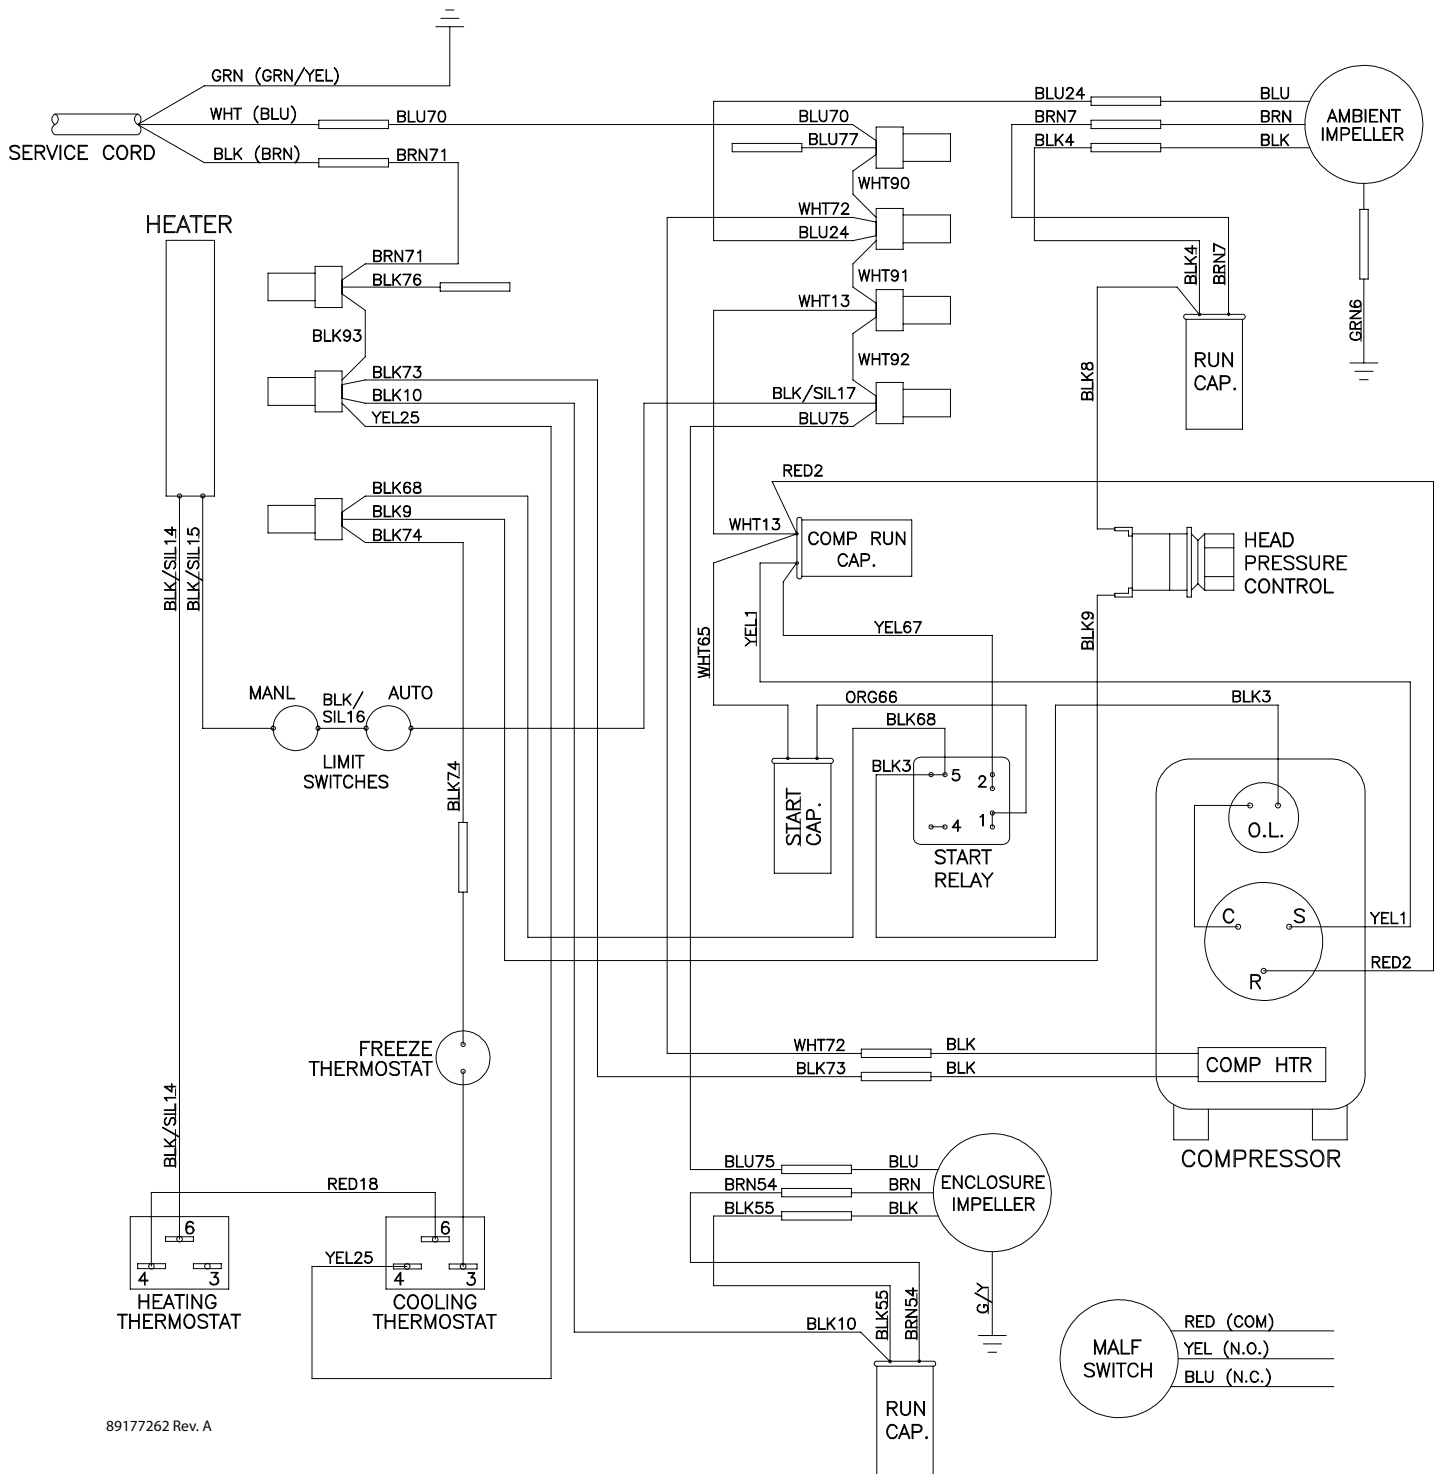 GRN (GRN/YEL)
WHT (BLU)
BLU70
SERVICE CORD
BLK (BRN)
BRN71
BLU70
BLU77
WHT90
BLU24
BLU
BRN7
BRN
BLK4
BLK
AMBIENT
IMPELLER
HEATER
WHT72
BLU24
BRN71
BLK76
BLK93
WHT91
WHT13
WHT92
BLK4
BRN7
GRN6
RUN
CAP.
BLK8
BLK73
BLK10
YEL25
BLK/SIL17
BLU75
BLK68
BLK9
BLK74
RED2
WHT13
COMP RUN
CAP.
HEAD
PRESSURE
CONTROL
BLK/SIL14
BLK/SIL15
WHT65
YEL1
YEL67
BLK9
MANL
BLK/
SIL16
AUTO
LIMIT
SWITCHES
ORG66
BLK68
BLK3
BLK3
BLK74
START
CAP.
5
2
4
1
START
RELAY
O.L.
C
S
R
YEL1
RED2
FREEZE
THERMOSTAT
WHT72
BLK
BLK73
BLK
COMP HTR
COMPRESSOR
BLK/SIL14
BLU75
BLU
BRN54
BRN
BLK55
BLK
ENCLOSURE
IMPELLER
RED18
6
4
3
HEATING
THERMOSTAT
YEL25
6
4
3
COOLING
THERMOSTAT
BLK10
BLK55
BRN54
G/Y
RUN
CAP.
MALF
SWITCH
RED (COM)
YEL (N.O.)
BLU (N.C.)
89177262 Rev. A